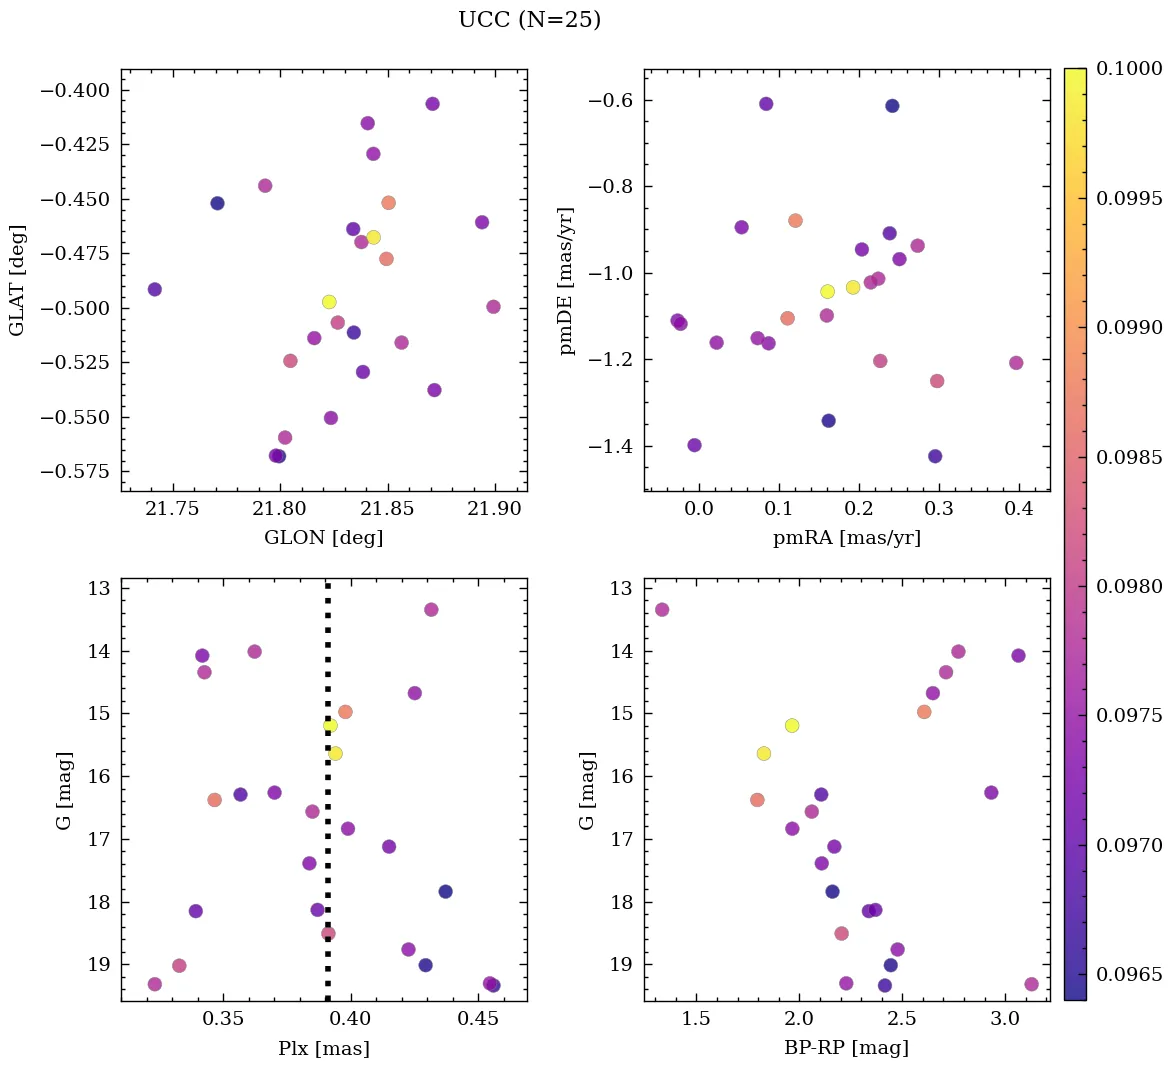 UCC (N=25)
−0.400
−0.425
−0.450
−0.475
−0.500
−0.525
−0.550
−0.575
GLAT [deg]
21.75 21.80 21.85 21.90
GLON [deg]
−0.6
−0.8
−1.0
−1.2
−1.4
pmDE [mas/yr]
0.0 0.1 0.2 0.3 0.4
pmRA [mas/yr]
13
14
15
16
17
18
19
G [mag]
0.35 0.40 0.45
Plx [mas]
13
14
15
16
17
18
19
G [mag]
1.5 2.0 2.5 3.0
BP-RP [mag]
0.1000
0.0995
0.0990
0.0985
0.0980
0.0975
0.0970
0.0965